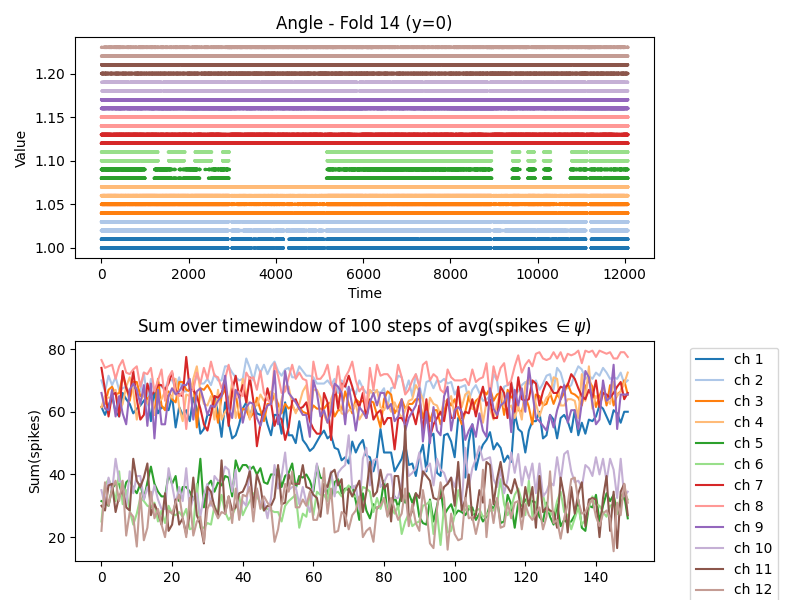 Angle - Fold 14 (y=0)
Value
1.20
1.15
1.10
1.05
1.00
0 2000 4000 6000 8000 10000 12000
Time
Sum over timewindow of 100 steps of avg(spikes ∈ ψ)
Sum(spikes)
80
60
40
20
0 20 40 60 80 100 120 140
ch 1
ch 2
ch 3
ch 4
ch 5
ch 6
ch 7
ch 8
ch 9
ch 10
ch 11
ch 12